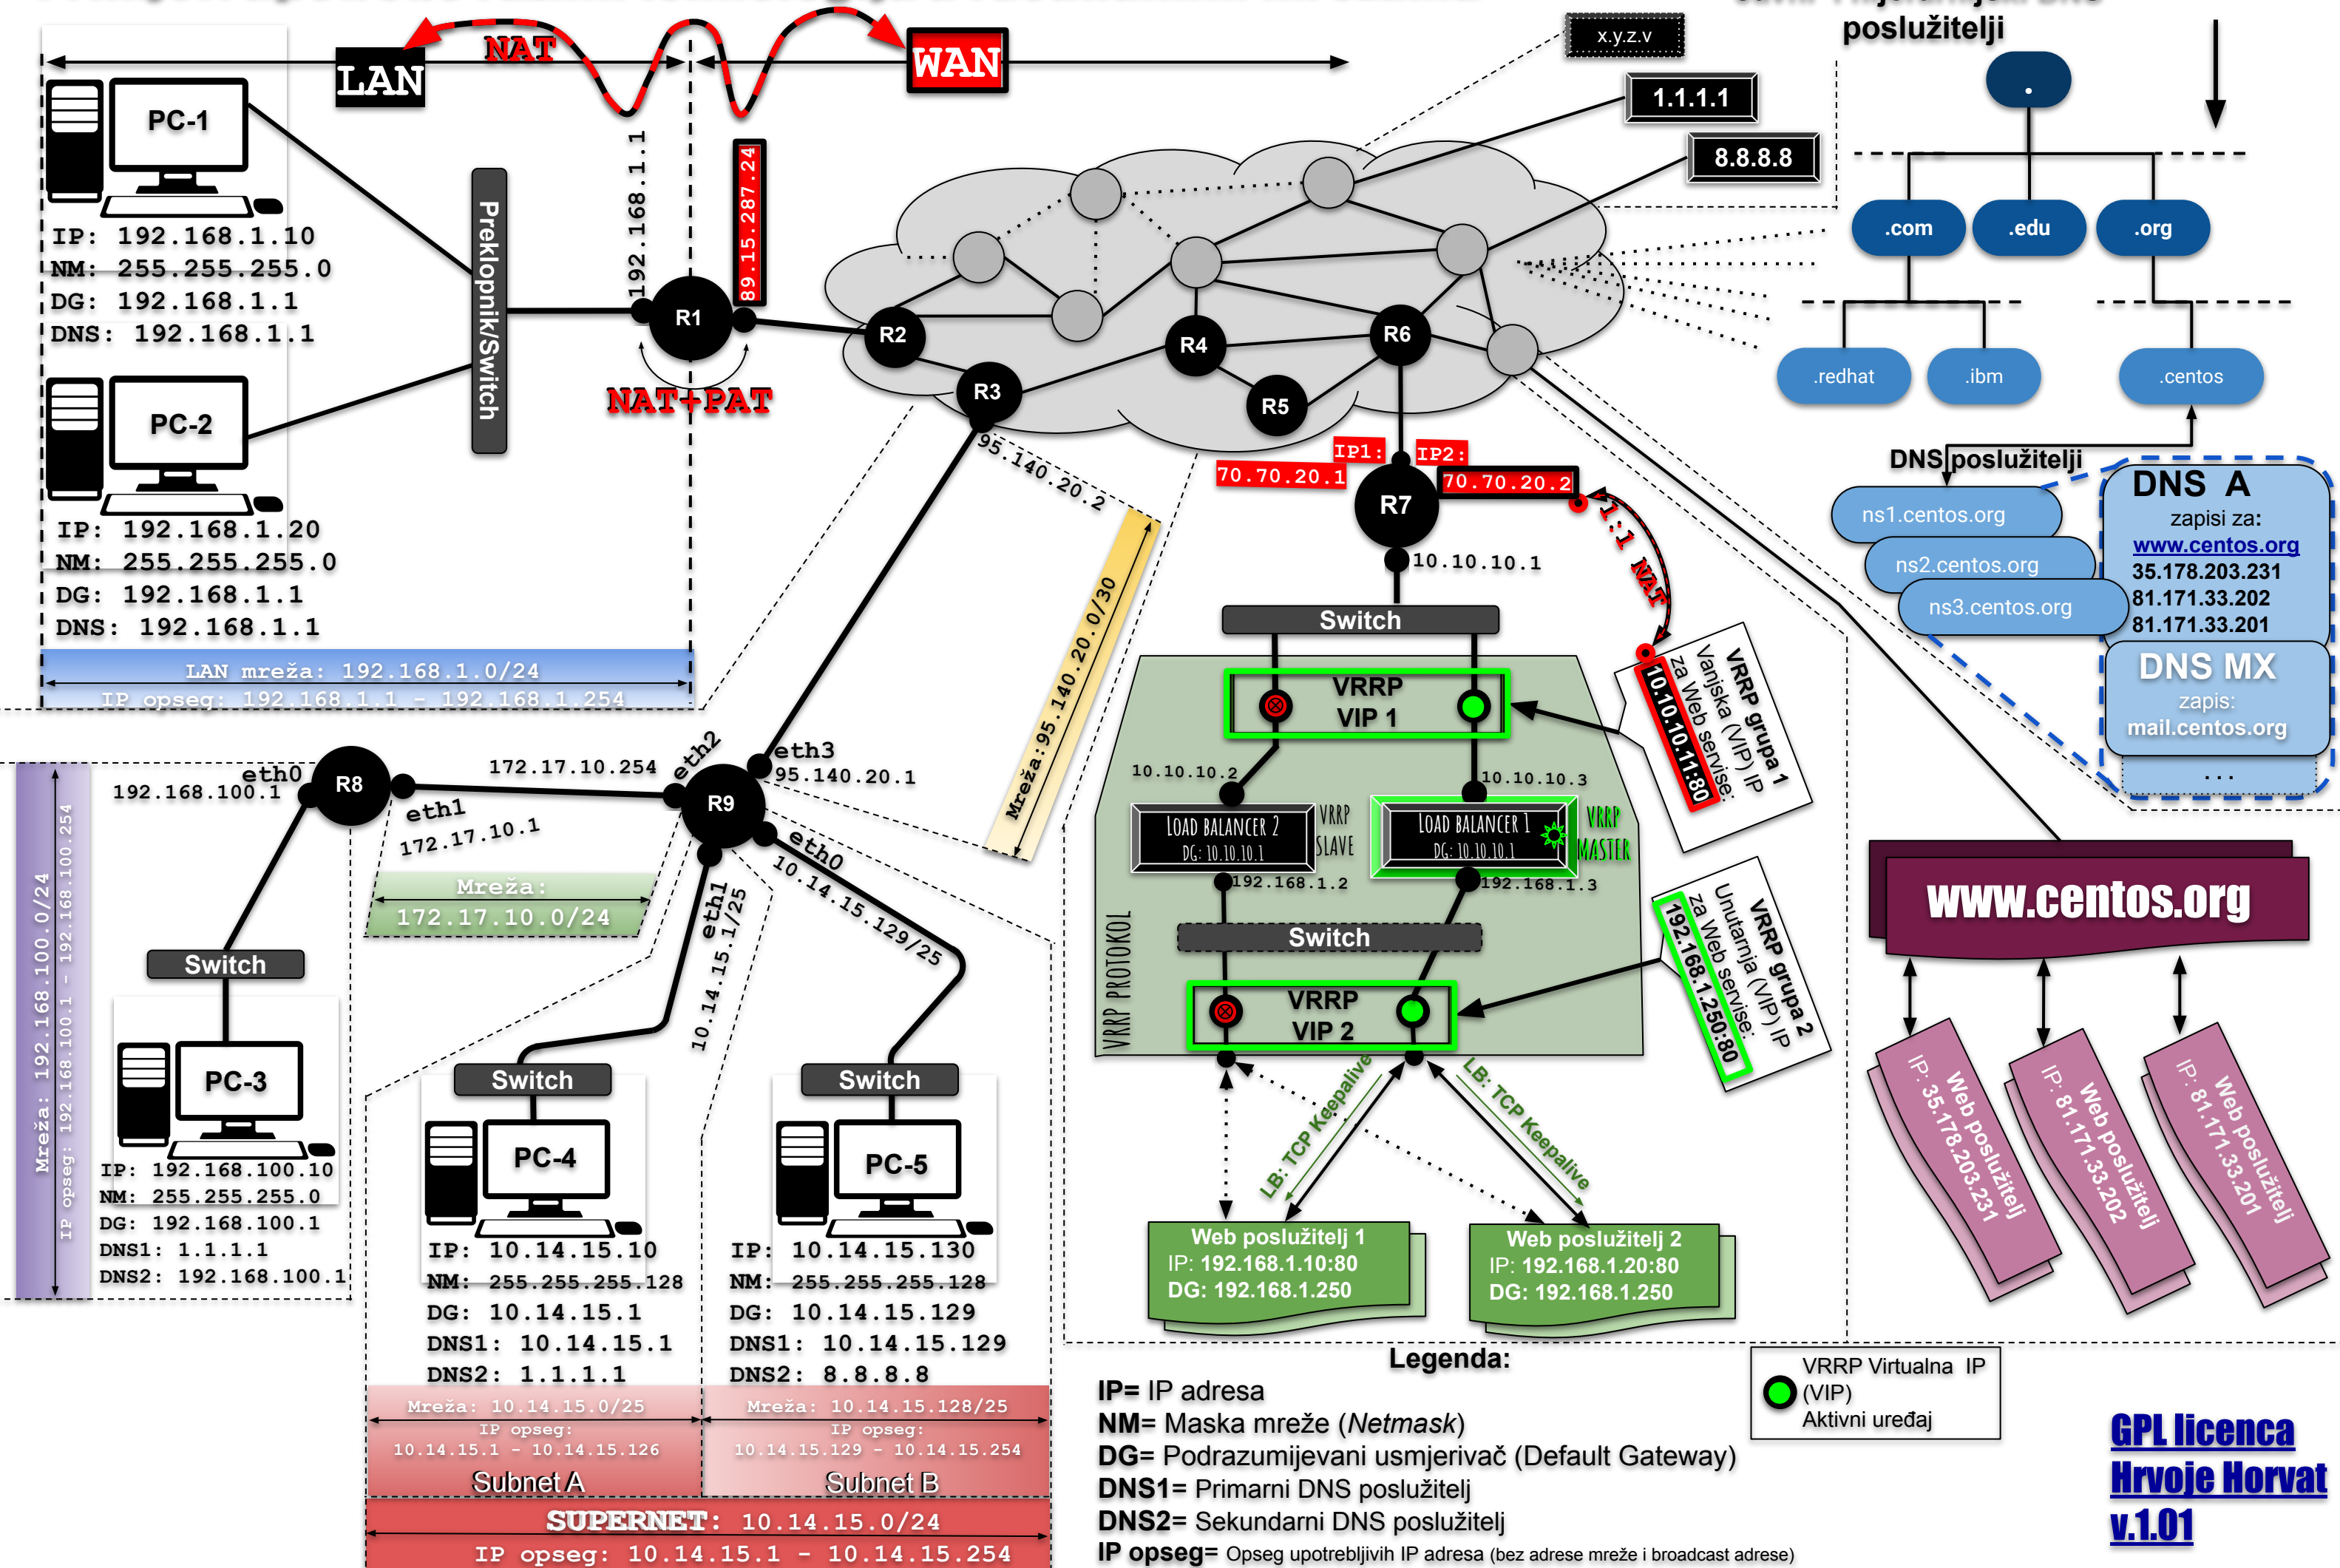 poslužitelji
LAN
NAT
WAN
x.y.z.v
1.1.1.1
8.8.8.8
.
.com
.edu
.org
.redhat
.ibm
.centos
PC-1
IP: 192.168.1.10
NM: 255.255.255.0
DG: 192.168.1.1
DNS: 192.168.1.1
PC-2
IP: 192.168.1.20
NM: 255.255.255.0
DG: 192.168.1.1
DNS: 192.168.1.1
Preklopnik/Switch
192.168.1.1
89.15.287.24
R1
NAT+PAT
LAN mreža: 192.168.1.0/24
IP opseg: 192.168.1.1 - 192.168.1.254
R2
R3
R4
R5
R6
95.140.20.2
Mreža:95.140.20.0/30
IP1:
70.70.20.1
IP2:
70.70.20.2
R7
1:1 NAT
10.10.10.1
Switch
VRRP
VIP 1
10.10.10.2
10.10.10.3
LOAD BALANCER 2
DG: 10.10.10.1
VRRP
SLAVE
LOAD BALANCER 1
DG: 10.10.10.1
VRRP
MASTER
192.168.1.2
192.168.1.3
Switch
VRRP
VIP 2
VRRP PROTOKOL
VRRP grupa 1
Vanjska (VIP) IP
za Web servise:
10.10.10.11:80
VRRP grupa 2
Unutarnja (VIP) IP
za Web servise:
192.168.1.250:80
LB: TCP Keepalive
LB: TCP Keepalive
Web poslužitelj 1
IP: 192.168.1.10:80
DG: 192.168.1.250
Web poslužitelj 2
IP: 192.168.1.20:80
DG: 192.168.1.250
DNS poslužitelji
ns1.centos.org
ns2.centos.org
ns3.centos.org
DNS A
zapisi za:
www.centos.org
35.178.203.231
81.171.33.202
81.171.33.201
DNS MX
zapis:
mail.centos.org
...
www.centos.org
Web poslužitelj
IP: 35.178.203.231
Web poslužitelj
IP: 81.171.33.202
Web poslužitelj
IP: 81.171.33.201
R8
eth0
192.168.100.1
eth1
172.17.10.1
172.17.10.254
eth2
R9
eth3
95.140.20.1
eth0
10.14.15.129/25
eth1
10.14.15.1/25
Mreža:
172.17.10.0/24
Mreža: 192.168.100.0/24
IP opseg: 192.168.100.1 - 192.168.100.254
Switch
PC-3
IP: 192.168.100.10
NM: 255.255.255.0
DG: 192.168.100.1
DNS1: 1.1.1.1
DNS2: 192.168.100.1
Switch
PC-4
IP: 10.14.15.10
NM: 255.255.255.128
DG: 10.14.15.1
DNS1: 10.14.15.1
DNS2: 1.1.1.1
Switch
PC-5
IP: 10.14.15.130
NM: 255.255.255.128
DG: 10.14.15.129
DNS1: 10.14.15.129
DNS2: 8.8.8.8
Mreža: 10.14.15.0/25
IP opseg:
10.14.15.1 - 10.14.15.126
Subnet A
Mreža: 10.14.15.128/25
IP opseg:
10.14.15.129 - 10.14.15.254
Subnet B
SUPERNET: 10.14.15.0/24
IP opseg: 10.14.15.1 - 10.14.15.254
Legenda:
IP= IP adresa
NM= Maska mreže (Netmask)
DG= Podrazumijevani usmjerivač (Default Gateway)
DNS1= Primarni DNS poslužitelj
DNS2= Sekundarni DNS poslužitelj
IP opseg= Opseg upotrebljivih IP adresa (bez adrese mreže i broadcast adrese)
VRRP Virtualna IP
(VIP)
Aktivni uređaj
GPL licenca
Hrvoje Horvat
v.1.01